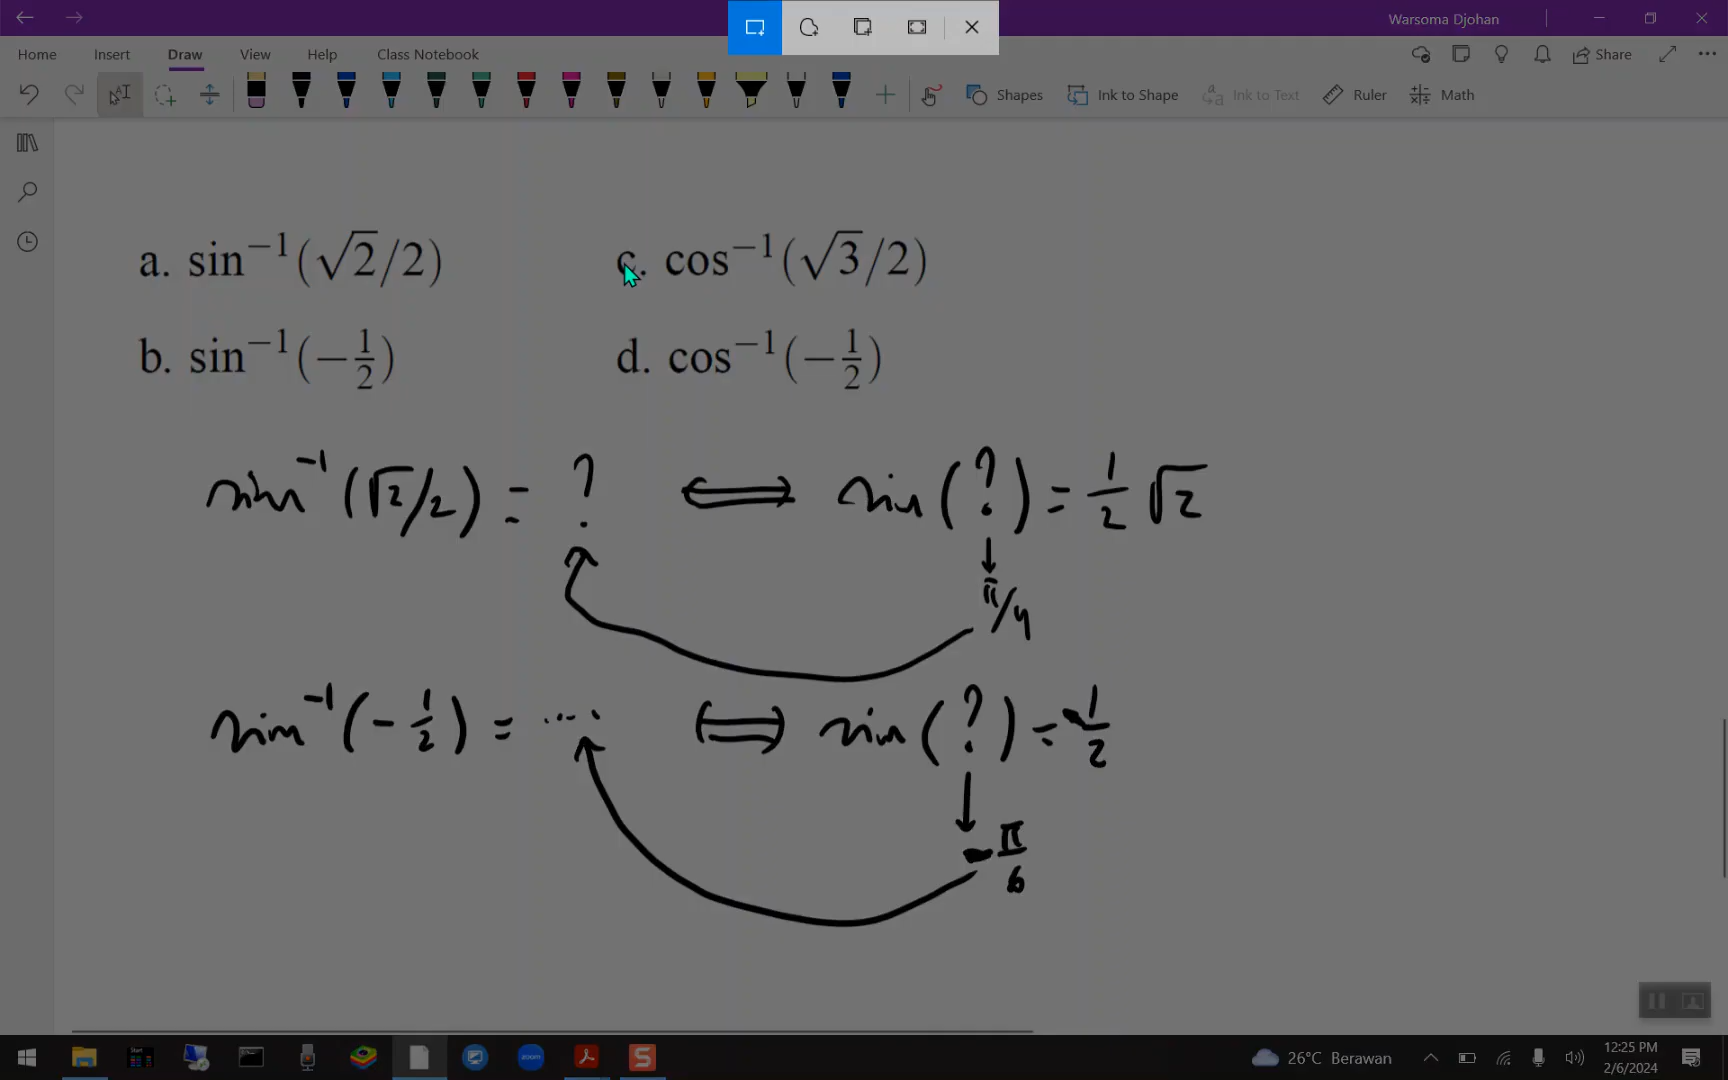 Warsoma Djohan
Home Insert Draw View Help Class Notebook Share
Shapes Ink to Shape Ink to Text Ruler Math
a. sin⁻¹(√2/2) c. cos⁻¹(√3/2)
b. sin⁻¹(−1/2) d. cos⁻¹(−1/2)
sin⁻¹(√2/2) = ? ⟺ sin(?) = 1/2 √2
π/4
sin⁻¹(−1/2) = ... ⟺ sin(?) = -1/2
-π/6
Start
zoom
S
26°C Berawan
12:25 PM
2/6/2024